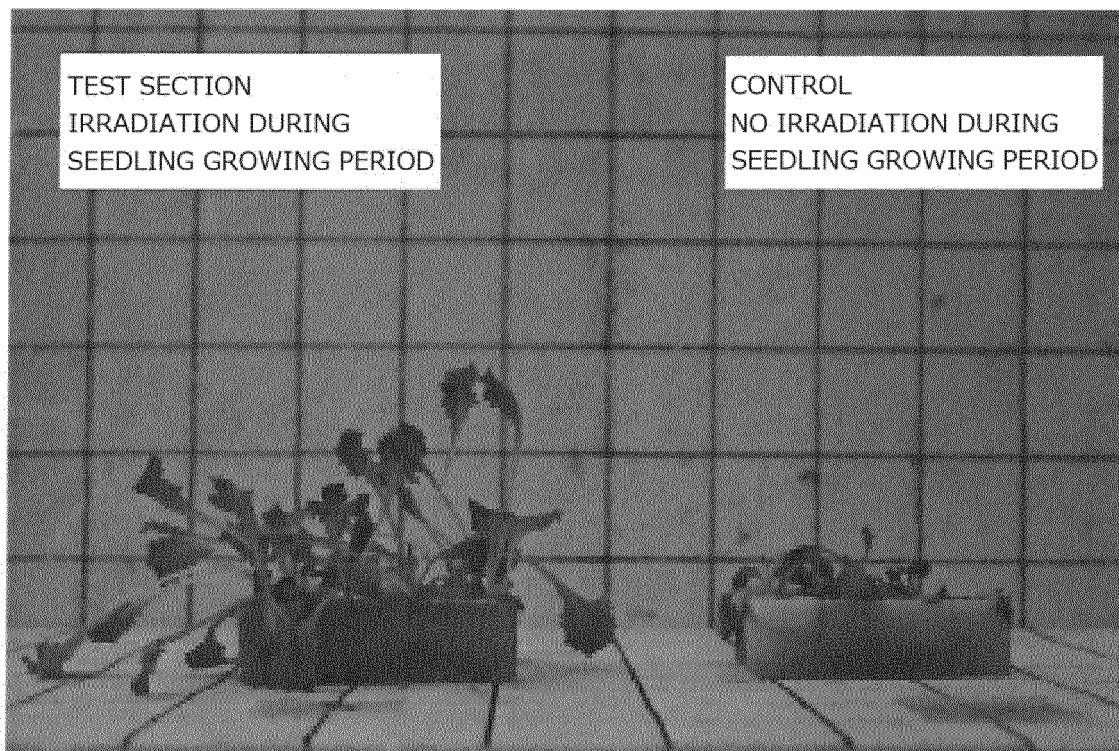 TEST SECTION
IRRADIATION DURING
SEEDLING GROWING PERIOD
CONTROL
NO IRRADIATION DURING
SEEDLING GROWING PERIOD